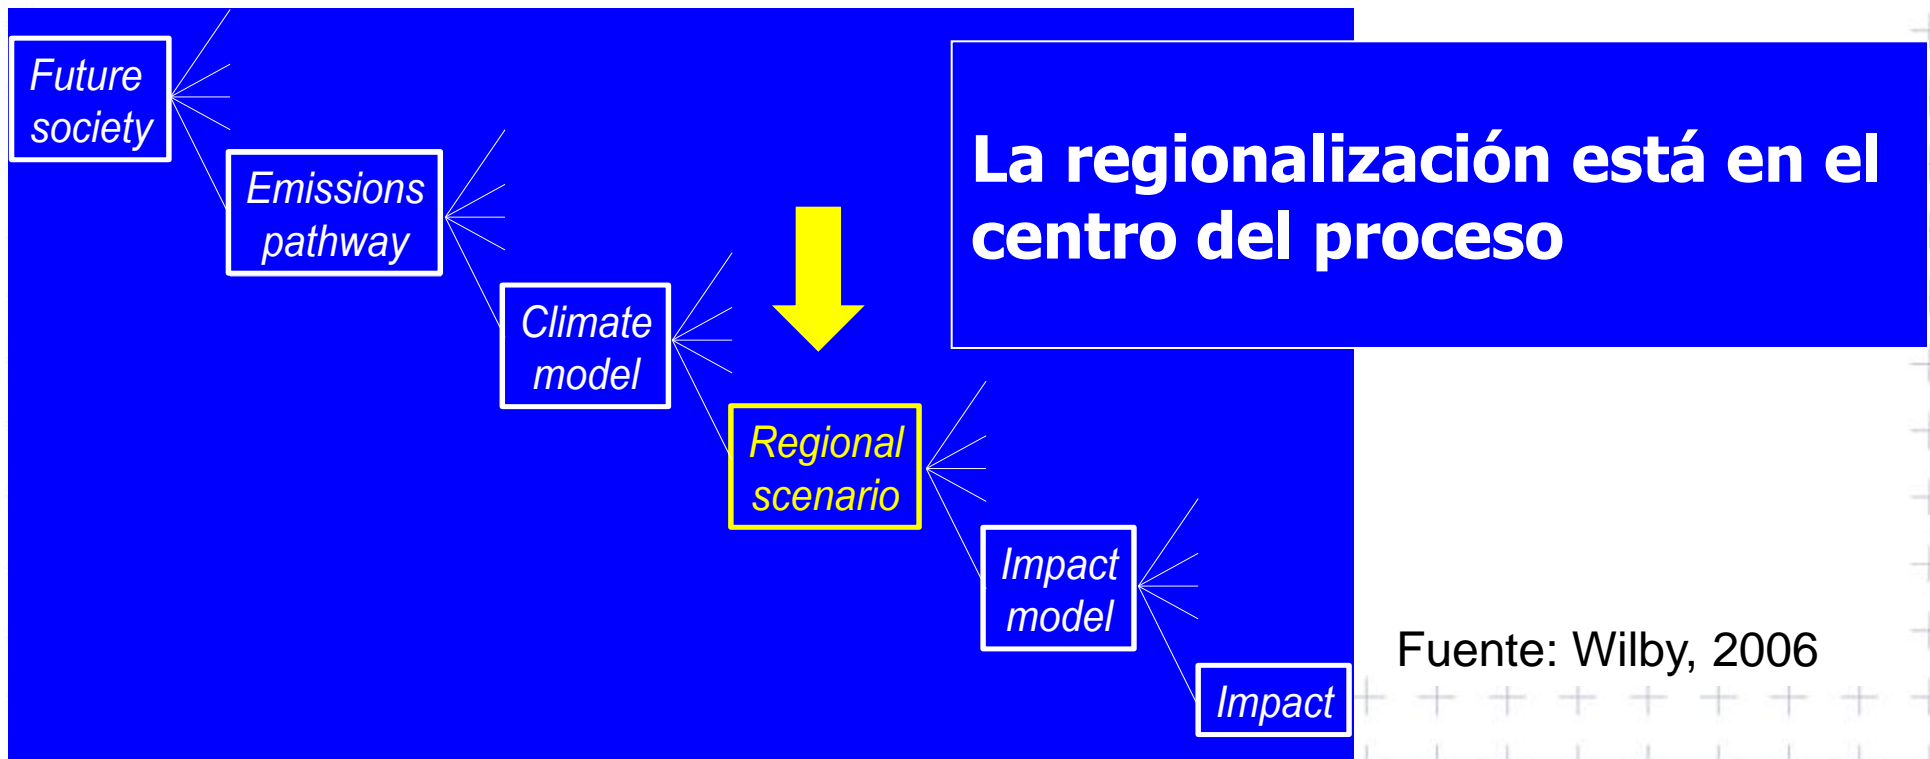 Future
society
Emissions
pathway
Climate
model
Regional
scenario
Impact
model
Impact
La regionalización está en el
centro del proceso
Fuente: Wilby, 2006